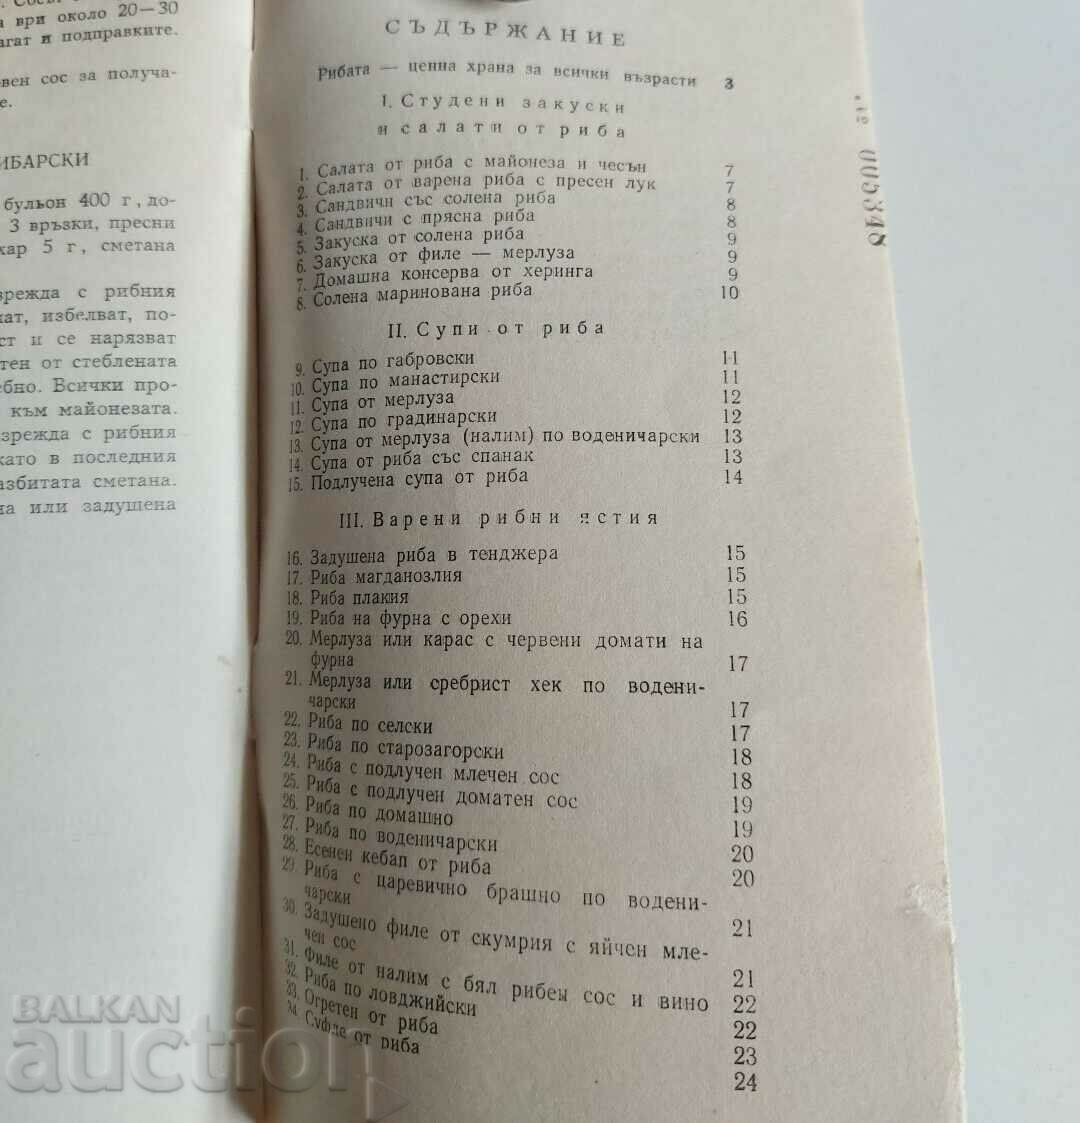 ври около 20—30
агат и подправките.
вен сос за получа-
е.
ИБАРСКИ
бульон 400 г, до-
3 връзки, пресни
хар 5 г, сметана
врежда с рибния
чат, избелват, по-
ст и се нарязват
тен от стеблената
ебно. Всички про-
към майонезата.
зрежда с рибния
като в последния
азбитата сметана.
на или задушена
СЪДЪРЖАНИЕ
Рибата — ценна храна за всички възрасти 3
I. Студени закуски
и салати от риба
1. Салата от риба с майонеза и чесън 7
2. Салата от варена риба с пресен лук 7
3. Сандвичи със солена риба 8
4. Сандвичи с прясна риба 8
5. Закуска от солена риба 9
6. Закуска от филе — мерлуза 9
7. Домашна консерва от херинга 9
8. Солена маринована риба 10
II. Супи от риба
9. Супа по габровски 11
10. Супа по манастирски 11
11. Супа от мерлуза 12
12. Супа по градинарски 12
13. Супа от мерлуза (налим) по воденичарски 13
14. Супа от риба със спанак 13
15. Подлучена супа от риба 14
III. Варени рибни ястия
16. Задушена риба в тенджера 15
17. Риба магданозлия 15
18. Риба плакия 15
19. Риба на фурна с орехи 16
20. Мерлуза или карас с червени домати на
фурна 17
21. Мерлуза или сребрист хек по водени-
чарски 17
22. Риба по селски 17
23. Риба по старозагорски 18
24. Риба с подлучен млечен сос 18
25. Риба с подлучен доматен сос 19
26. Риба по домашно 19
27. Риба по воденичарски 20
28. Есенен кебап от риба 20
29. Риба с царевично брашно по водени-
чарски 21
30. Задушено филе от скумрия с яйчен мле-
чен сос 21
31. Филе от налим с бял рибен сос и вино 22
32. Риба по ловджийски 22
33. Огретен от риба 23
34. Суфле от риба 24
005348
BALKAN
auction